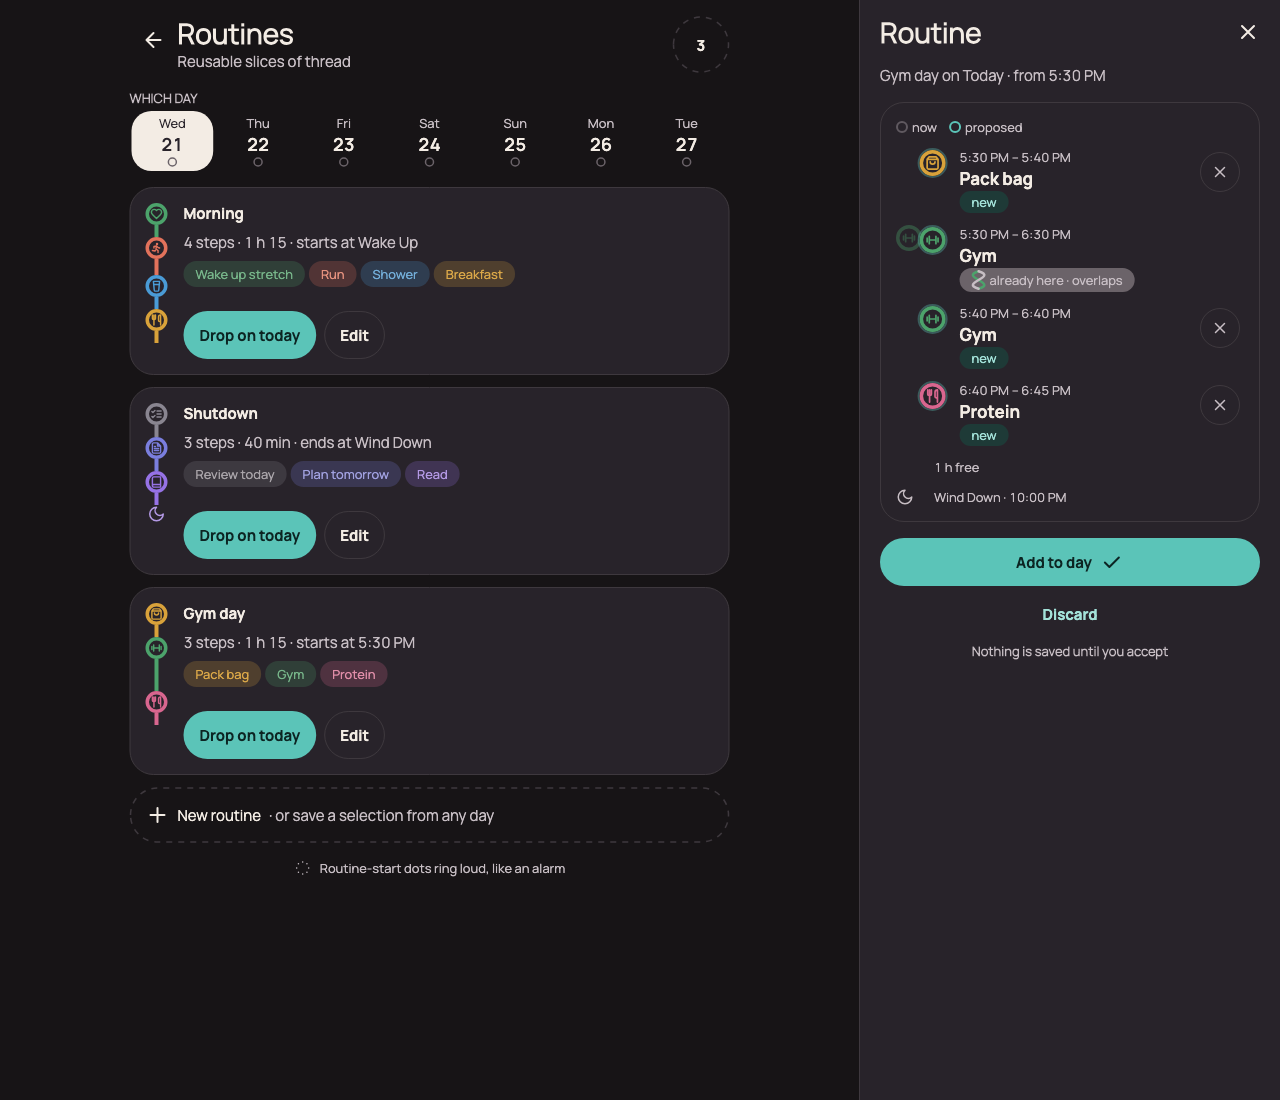 Routines
Reusable slices of thread
3
WHICH DAY
Wed
21
Thu
22
Fri
23
Sat
24
Sun
25
Mon
26
Tue
27
Morning
4 steps · 1 h 15 · starts at Wake Up
Wake up stretch
Run
Shower
Breakfast
Drop on today
Edit
Shutdown
3 steps · 40 min · ends at Wind Down
Review today
Plan tomorrow
Read
Drop on today
Edit
Gym day
3 steps · 1 h 15 · starts at 5:30 PM
Pack bag
Gym
Protein
Drop on today
Edit
New routine · or save a selection from any day
Routine-start dots ring loud, like an alarm
Routine
Gym day on Today · from 5:30 PM
now
proposed
5:30 PM – 5:40 PM
Pack bag
new
5:30 PM – 6:30 PM
Gym
already here · overlaps
5:40 PM – 6:40 PM
Gym
new
6:40 PM – 6:45 PM
Protein
new
1 h free
Wind Down · 10:00 PM
Add to day
Discard
Nothing is saved until you accept